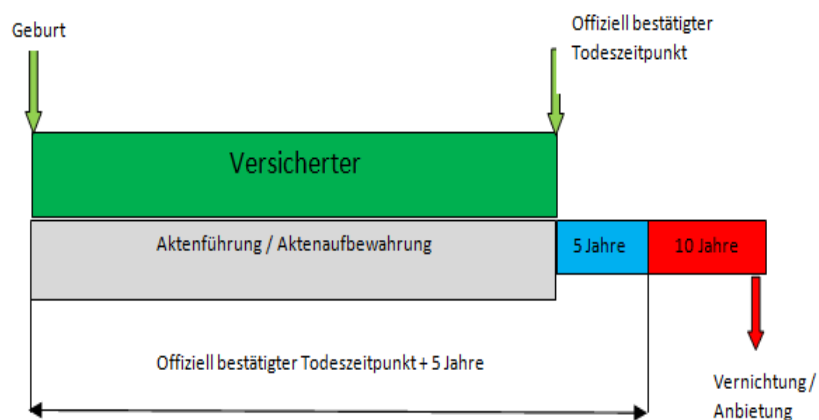 Geburt
Offiziell bestätigter
Todeszeitpunkt
Versicherter
Aktenführung / Aktenaufbewahrung
5 Jahre
10 Jahre
Offiziell bestätigter Todeszeitpunkt + 5 Jahre
Vernichtung /
Anbietung